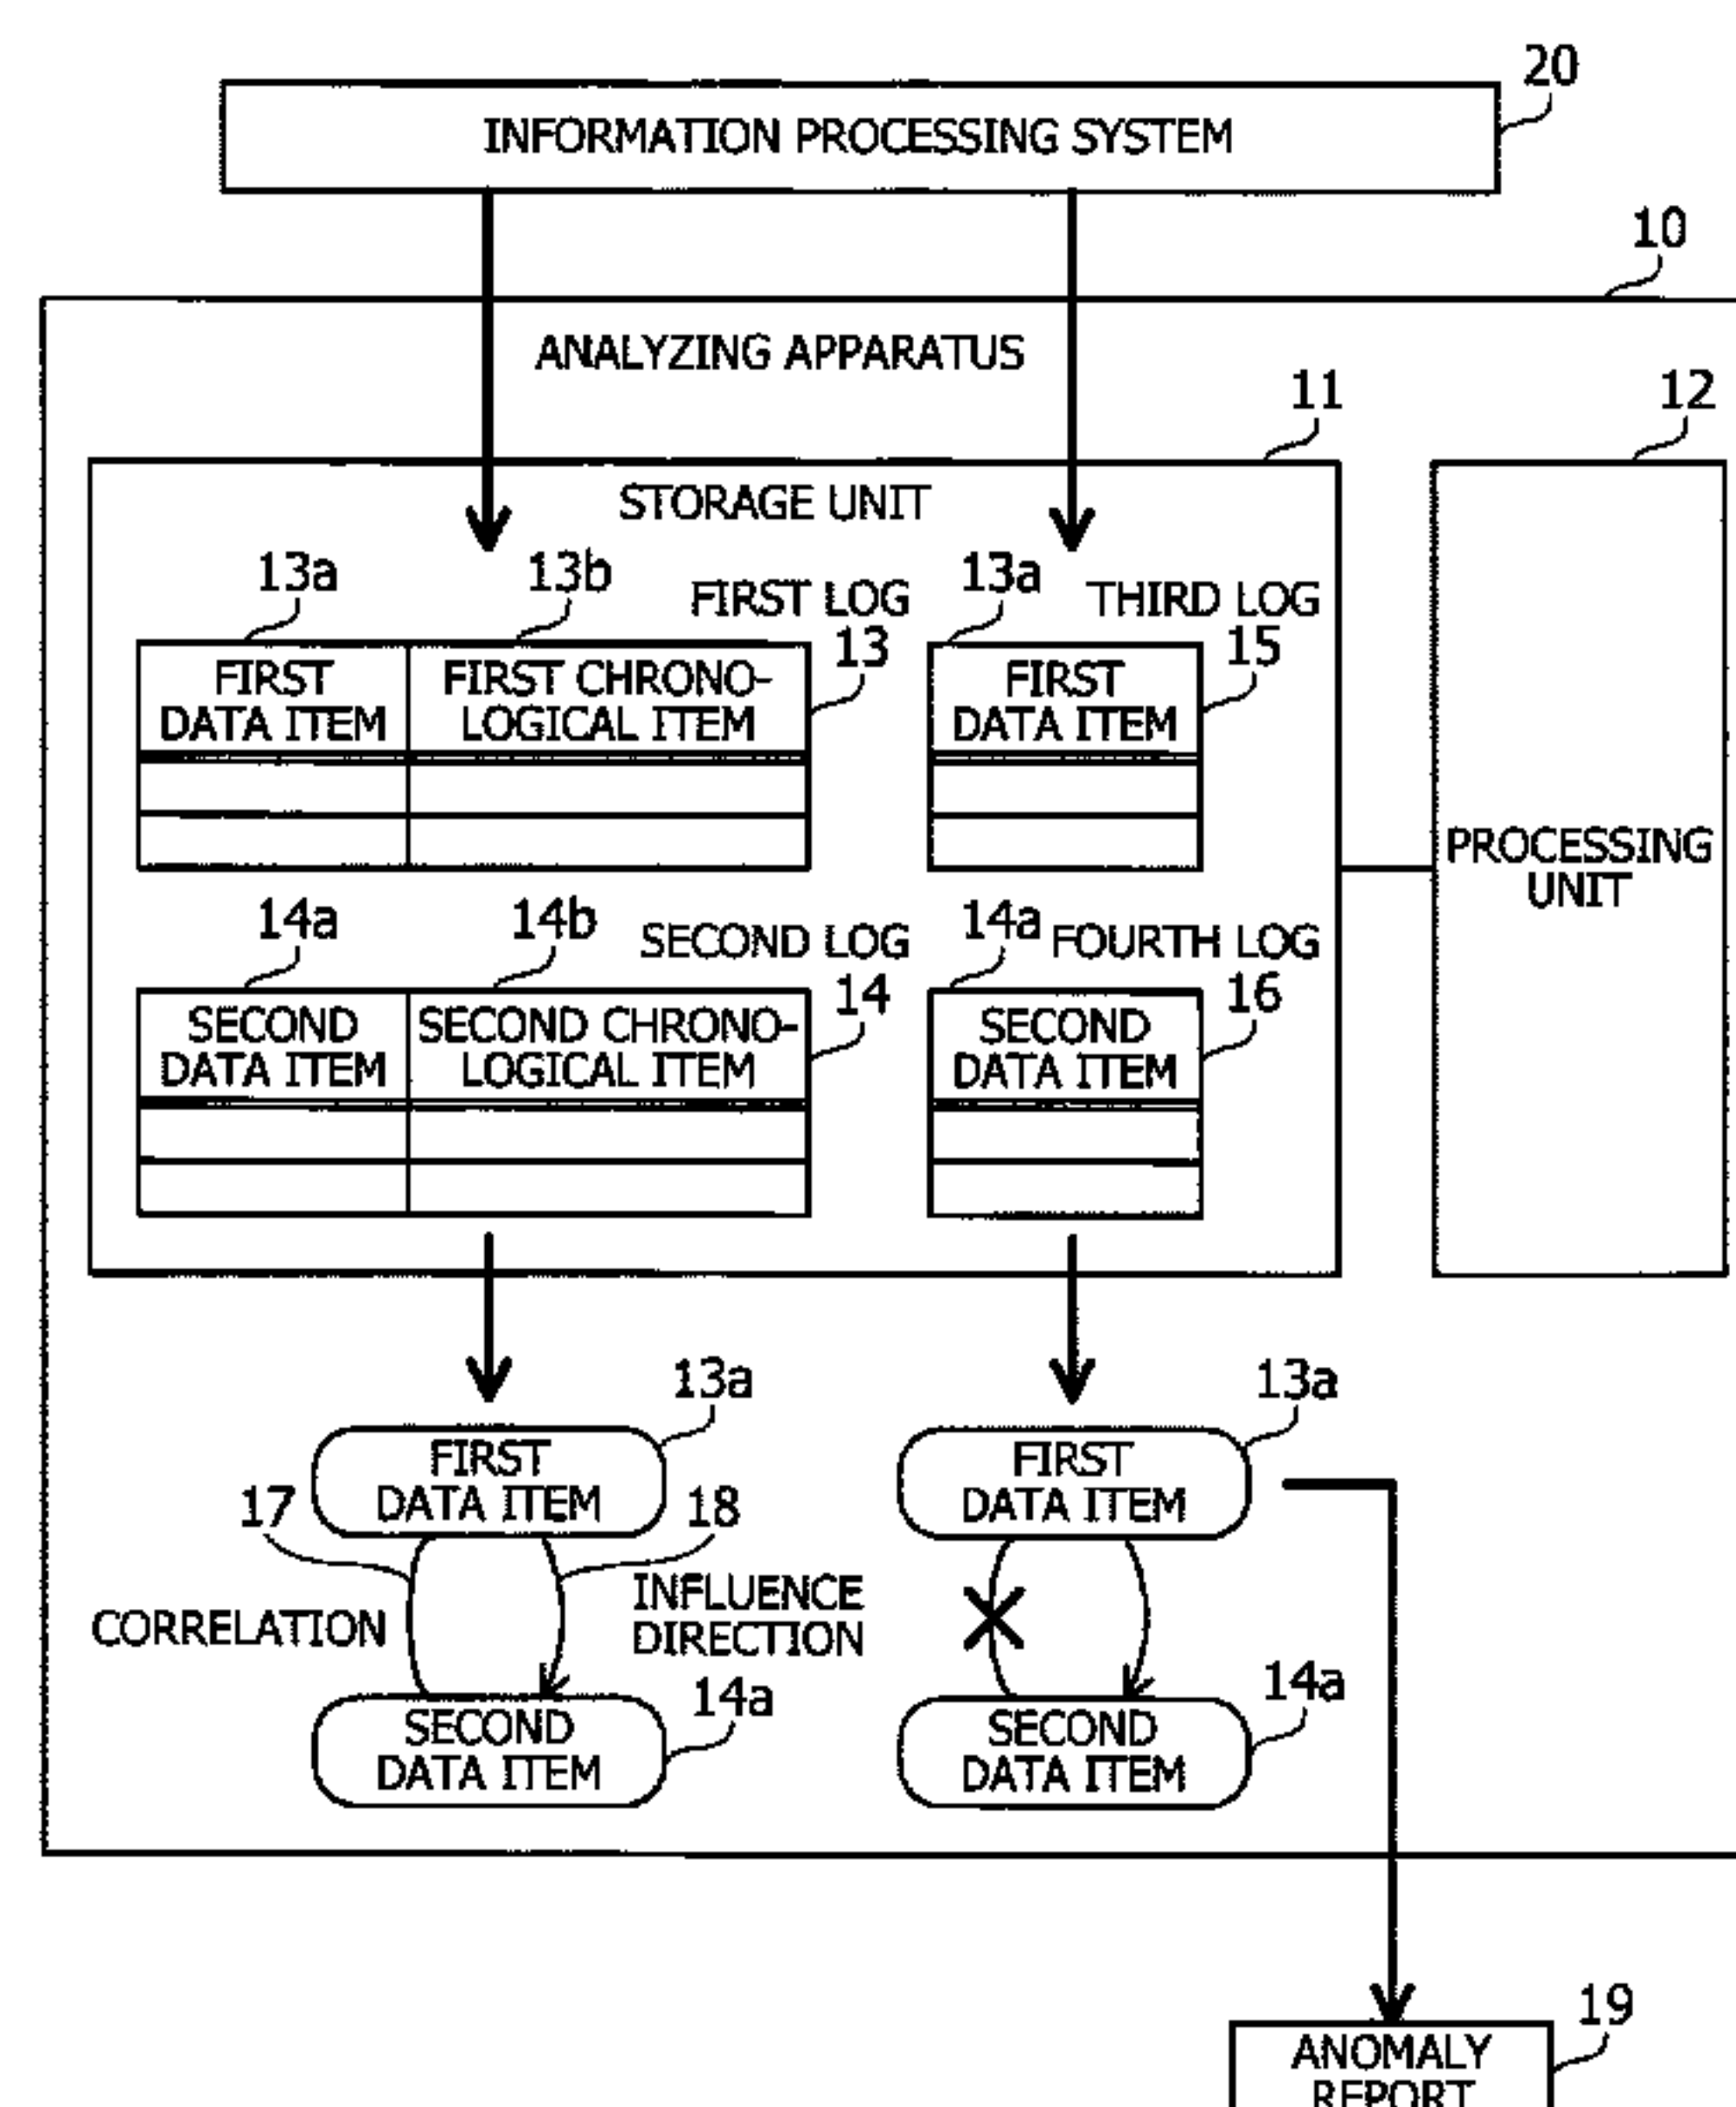 20
INFORMATION PROCESSING SYSTEM
10
ANALYZING APPARATUS
11
12
STORAGE UNIT
13a
13b
FIRST LOG
13
13a
THIRD LOG
15
FIRST
DATA ITEM
FIRST CHRONO-
LOGICAL ITEM
FIRST
DATA ITEM
PROCESSING
UNIT
14a
14b
SECOND LOG
14
14a
FOURTH LOG
16
SECOND
DATA ITEM
SECOND CHRONO-
LOGICAL ITEM
SECOND
DATA ITEM
13a
FIRST
DATA ITEM
17
18
CORRELATION
INFLUENCE
DIRECTION
14a
SECOND
DATA ITEM
13a
FIRST
DATA ITEM
14a
SECOND
DATA ITEM
19
ANOMALY
REPORT